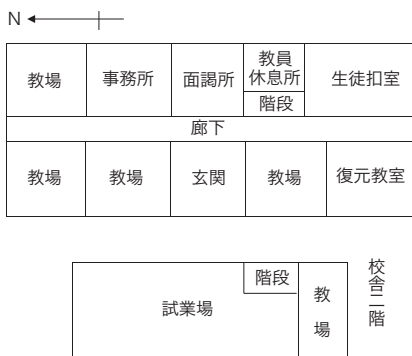 N
教場
事務所
面謁所
教員
休息所
階段
生徒扣室
廊下
教場
教場
玄関
教場
復元教室
階段
試業場
教場
校舎二階